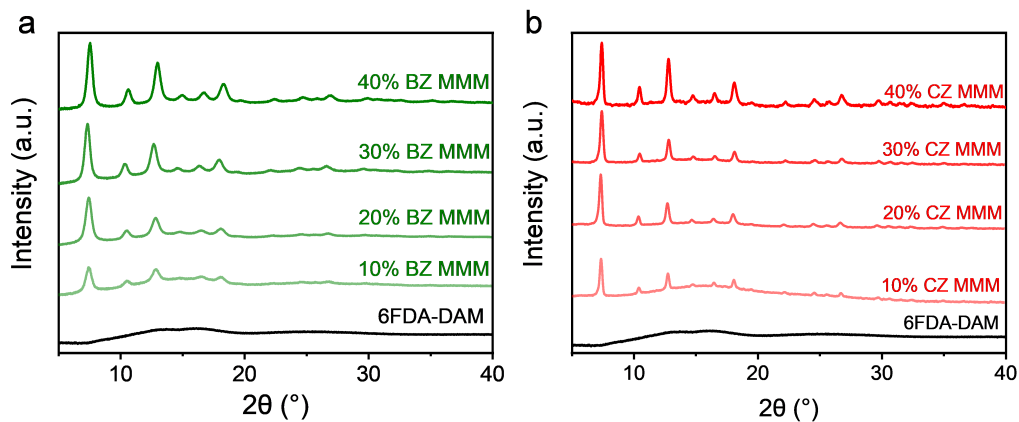 a
Intensity (a.u.)
40% BZ MMM
30% BZ MMM
20% BZ MMM
10% BZ MMM
6FDA-DAM
10 20 30 40
2θ (°)
b
Intensity (a.u.)
40% CZ MMM
30% CZ MMM
20% CZ MMM
10% CZ MMM
6FDA-DAM
10 20 30 40
2θ (°)